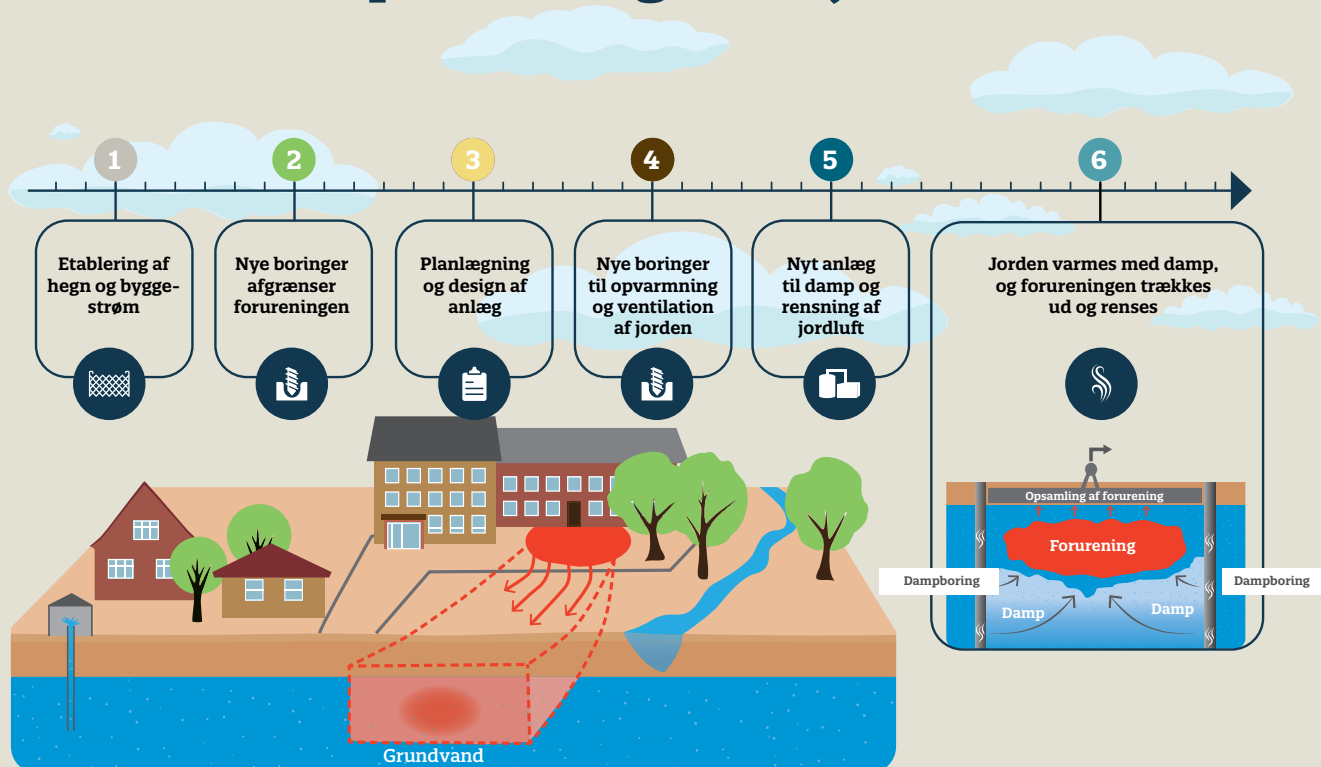 1
2
3
4
5
6
Etablering af
hegn og bygge-
strøm
Nye boringer
afgrænser
forureningen
Planlægning
og design af
anlæg
Nye boringer
til opvarmning
og ventilation
af jorden
Nyt anlæg
til damp og
rensning af
jordluft
Jorden varmes med damp,
og forureningen trækkes
ud og renses
Opsamling af forurening
Forurening
Dampboring
Dampboring
Damp
Damp
Grundvand